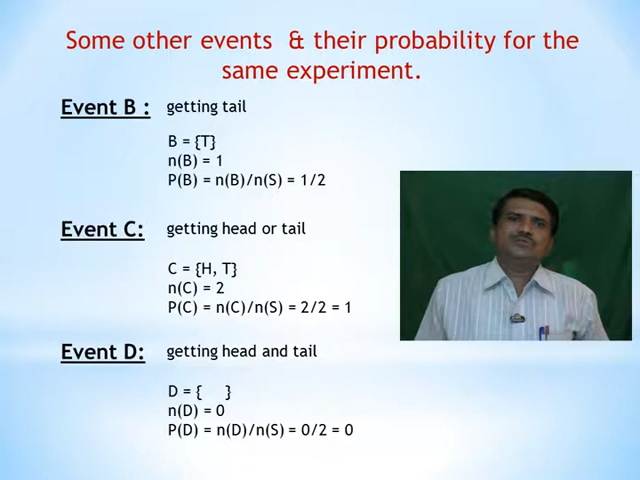 Some other events & their probability for the
same experiment.
Event B : getting tail
B = {T}
n(B) = 1
P(B) = n(B)/n(S) = 1/2
Event C: getting head or tail
C = {H, T}
n(C) = 2
P(C) = n(C)/n(S) = 2/2 = 1
Event D: getting head and tail
D = { }
n(D) = 0
P(D) = n(D)/n(S) = 0/2 = 0